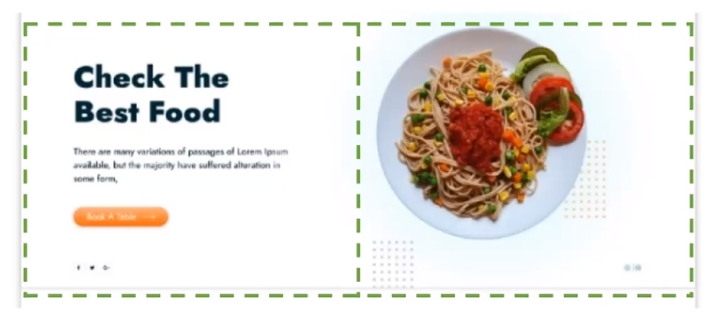 Check The
Best Food
There are many variations of passages of Lorem Ipsum
available, but the majority have suffered alteration in
some form,
Book A Table